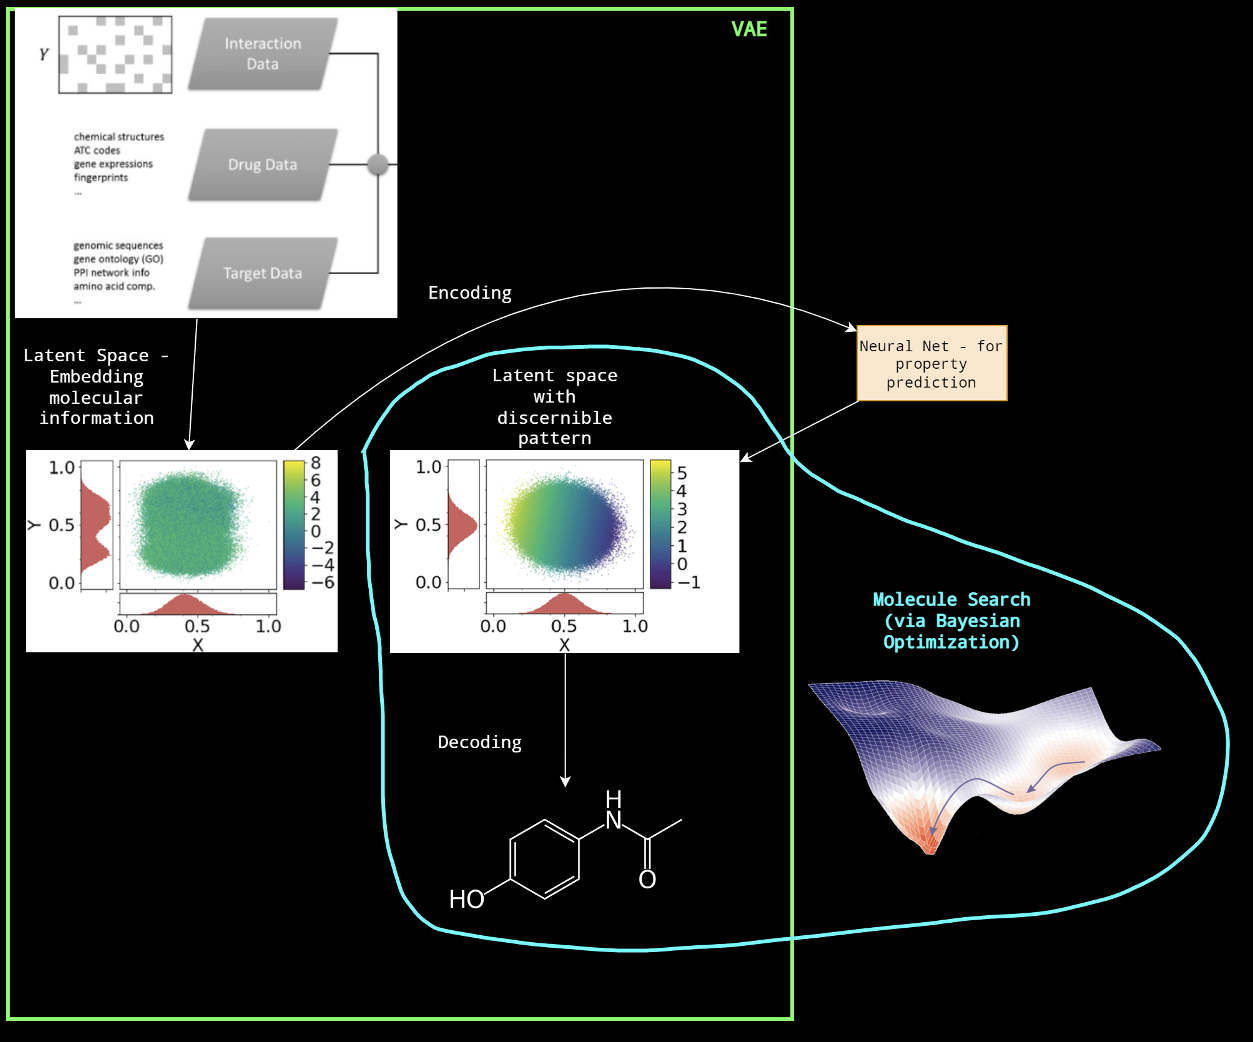 VAE
Y
Interaction
Data
chemical structures
ATC codes
gene expressions
fingerprints
...
Drug Data
genomic sequences
gene ontology (GO)
PPI network info
amino acid comp.
...
Target Data
Encoding
Latent Space -
Embedding
molecular
information
Neural Net - for
property
prediction
Latent space
with
discernible
pattern
1.0
0.5
0.0
Y
0.0 0.5 1.0
X
8
6
4
2
0
−2
−4
−6
1.0
0.5
0.0
Y
0.0 0.5 1.0
X
5
4
3
2
1
0
−1
Molecule Search
(via Bayesian
Optimization)
Decoding
H
N
O
HO